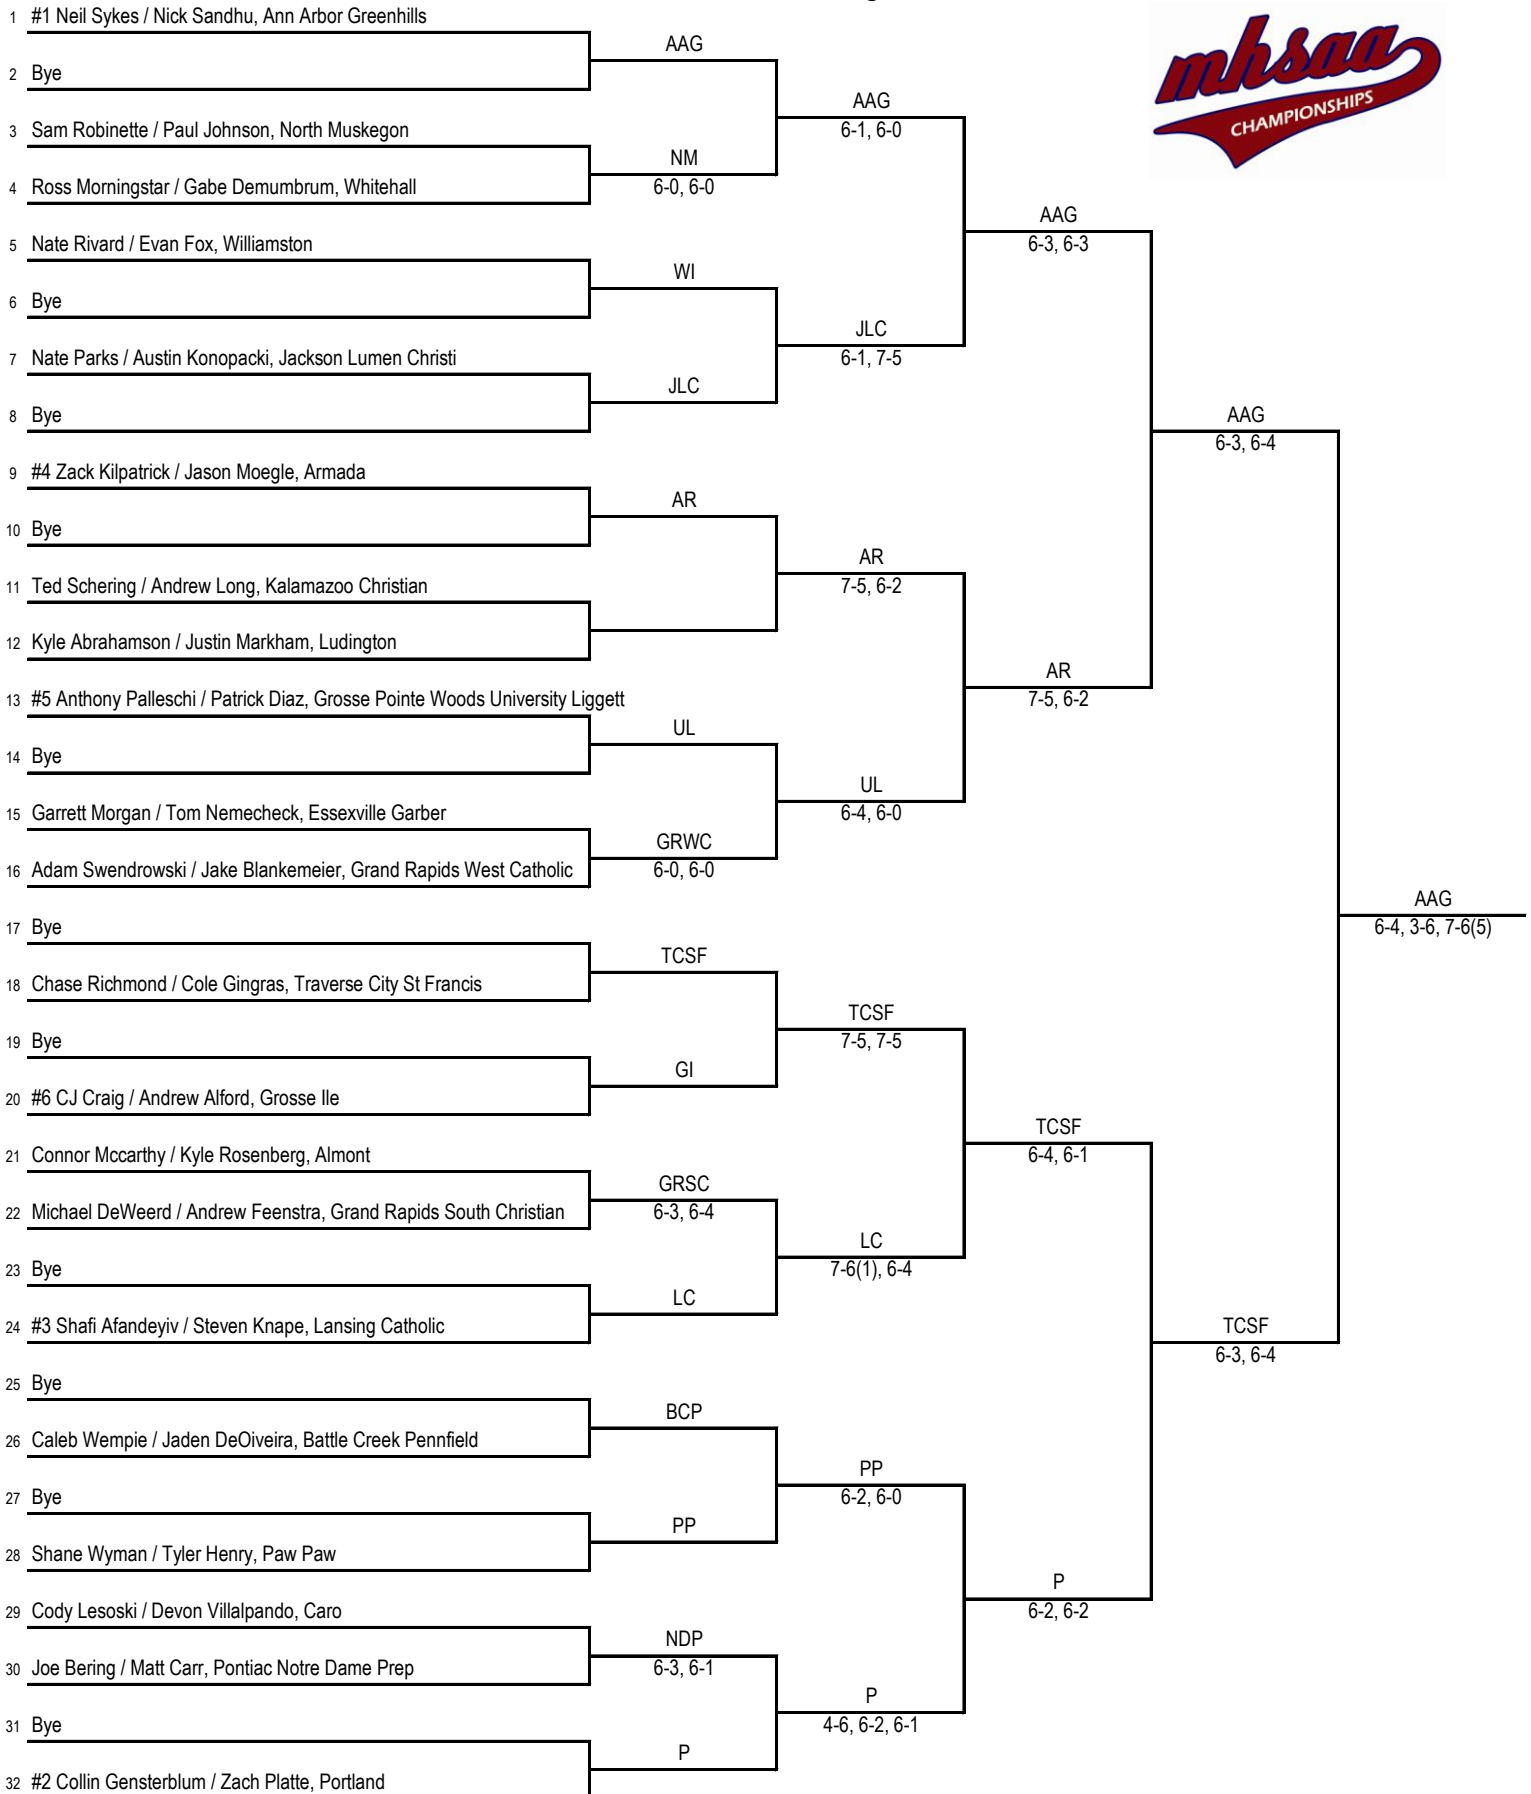 1 #1 Neil Sykes / Nick Sandhu, Ann Arbor Greenhills
AAG
2 Bye
AAG
6-1, 6-0
3 Sam Robinette / Paul Johnson, North Muskegon
NM
6-0, 6-0
4 Ross Morningstar / Gabe Demumbrum, Whitehall
AAG
6-3, 6-3
5 Nate Rivard / Evan Fox, Williamston
WI
6 Bye
JLC
6-1, 7-5
7 Nate Parks / Austin Konopacki, Jackson Lumen Christi
JLC
8 Bye
AAG
6-3, 6-4
9 #4 Zack Kilpatrick / Jason Moegle, Armada
AR
10 Bye
AR
7-5, 6-2
11 Ted Schering / Andrew Long, Kalamazoo Christian
12 Kyle Abrahamson / Justin Markham, Ludington
AR
7-5, 6-2
13 #5 Anthony Palleschi / Patrick Diaz, Grosse Pointe Woods University Liggett
UL
14 Bye
UL
6-4, 6-0
15 Garrett Morgan / Tom Nemecheck, Essexville Garber
GRWC
6-0, 6-0
16 Adam Swendrowski / Jake Blankemeier, Grand Rapids West Catholic
AAG
6-4, 3-6, 7-6(5)
17 Bye
TCSF
18 Chase Richmond / Cole Gingras, Traverse City St Francis
TCSF
7-5, 7-5
19 Bye
GI
20 #6 CJ Craig / Andrew Alford, Grosse Ile
TCSF
6-4, 6-1
21 Connor Mccarthy / Kyle Rosenberg, Almont
GRSC
6-3, 6-4
22 Michael DeWeerd / Andrew Feenstra, Grand Rapids South Christian
LC
7-6(1), 6-4
23 Bye
LC
24 #3 Shafi Afandeyiv / Steven Knape, Lansing Catholic
TCSF
6-3, 6-4
25 Bye
BCP
26 Caleb Wempie / Jaden DeOiveira, Battle Creek Pennfield
PP
6-2, 6-0
27 Bye
PP
28 Shane Wyman / Tyler Henry, Paw Paw
P
6-2, 6-2
29 Cody Lesoski / Devon Villalpando, Caro
NDP
6-3, 6-1
30 Joe Bering / Matt Carr, Pontiac Notre Dame Prep
P
4-6, 6-2, 6-1
31 Bye
P
32 #2 Collin Gensterblum / Zach Platte, Portland
mhsaa
CHAMPIONSHIPS